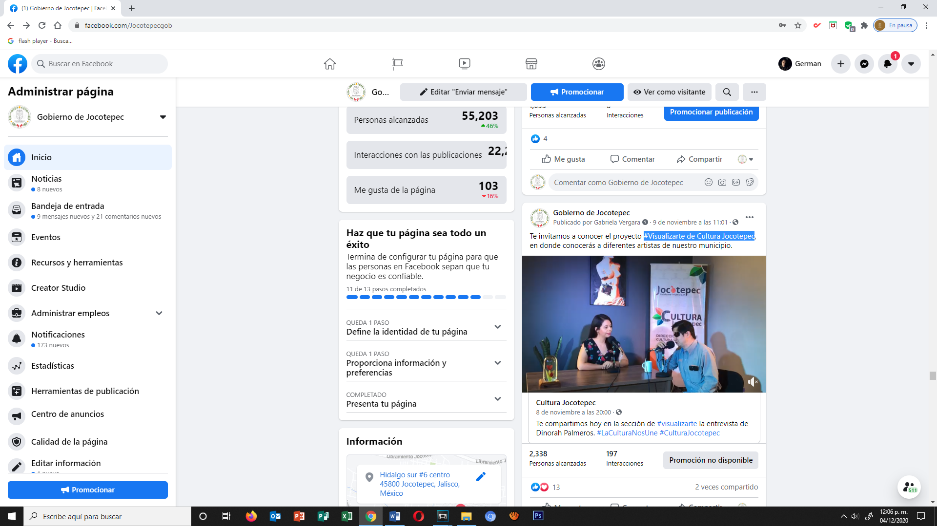 (1) Gobierno de Jocotepec | Faceb
facebook.com/Jocotepecgob
En pausa
flash player - Busca...
Buscar en Facebook
German
1
Administrar página
Gobierno de Jocotepec
Inicio
Noticias
8 nuevos
Bandeja de entrada
9 mensajes nuevos y 21 comentarios nuevos
Eventos
Recursos y herramientas
Creator Studio
Administrar empleos
Notificaciones
173 nuevos
Estadísticas
Herramientas de publicación
Centro de anuncios
Calidad de la página
Editar información
Promocionar
Go...
Editar "Enviar mensaje"
Promocionar
Ver como visitante
Personas alcanzadas
55,203
46%
Interacciones con las publicaciones
22,2
Me gusta de la página
103
16%
Haz que tu página sea todo un
éxito
Termina de configurar tu página para que
las personas en Facebook sepan que tu
negocio es confiable.
11 de 13 pasos completados
QUEDA 1 PASO
Define la identidad de tu página
QUEDA 1 PASO
Proporciona información y
preferencias
COMPLETADO
Presenta tu página
Información
Hidalgo sur #6 centro
45800 Jocotepec, Jalisco,
México
Personas alcanzadas
Interacciones
Promocionar publicación
4
Me gusta
Comentar
Compartir
Comentar como Gobierno de Jocotepec
Gobierno de Jocotepec
Publicado por Gabriela Vergara · 9 de noviembre a las 11:01 ·
Te invitamos a conocer el proyecto #Visualizarte de Cultura Jocotepec
en donde conocerás a diferentes artistas de nuestro municipio.
Jocotepec
CULTURA
Cultura Jocotepec
8 de noviembre a las 20:00 ·
Te compartimos hoy en la sección de #visualizarte la entrevista de
Dinorah Palmeros. #LaCulturaNosUne #CulturaJocotepec
2,338
Personas alcanzadas
197
Interacciones
Promoción no disponible
13
2 veces compartido
Escribe aquí para buscar
12:06 p. m.
04/12/2020